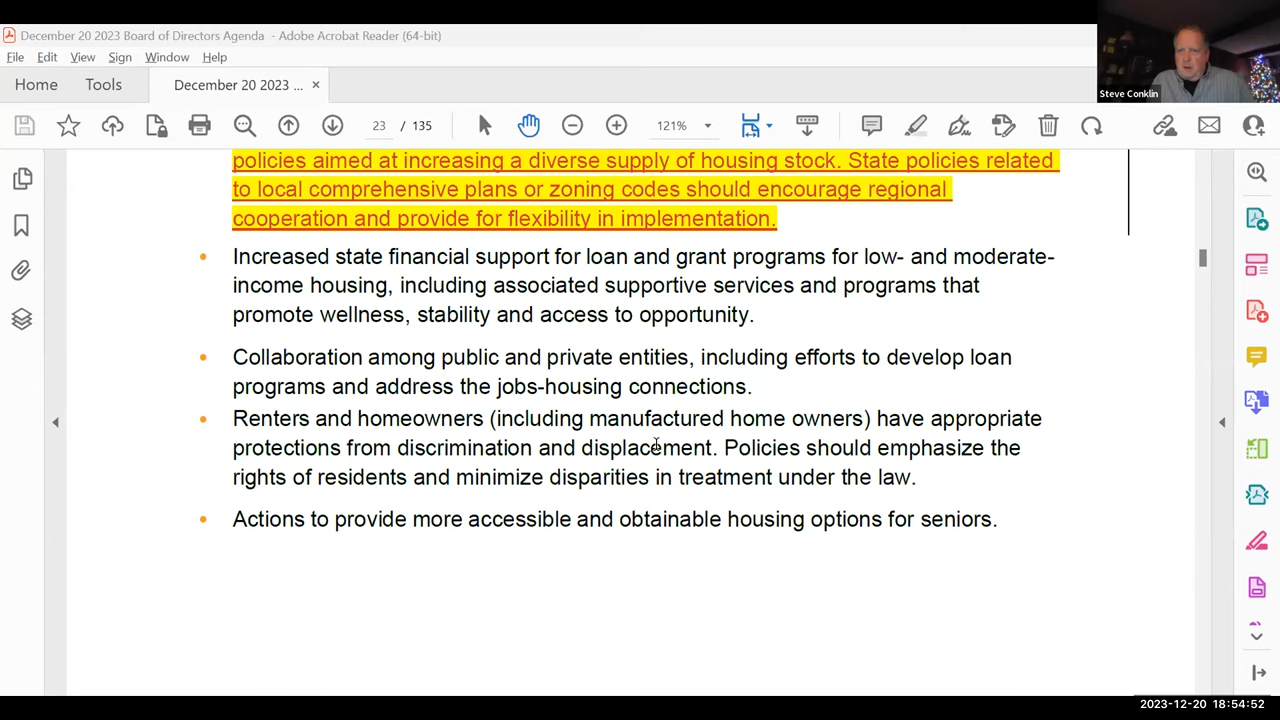 December 20 2023 Board of Directors Agenda - Adobe Acrobat Reader (64-bit)
File Edit View Window Help
Home Tools December 20 2023 ... ×
23 / 135 121%
Steve Conklin
policies aimed at increasing a diverse supply of housing stock. State policies related
to local comprehensive plans or zoning codes should encourage regional
cooperation and provide for flexibility in implementation.
• Increased state financial support for loan and grant programs for low- and moderate-
income housing, including associated supportive services and programs that
promote wellness, stability and access to opportunity.
• Collaboration among public and private entities, including efforts to develop loan
programs and address the jobs-housing connections.
• Renters and homeowners (including manufactured home owners) have appropriate
protections from discrimination and displacement. Policies should emphasize the
rights of residents and minimize disparities in treatment under the law.
• Actions to provide more accessible and obtainable housing options for seniors.
2023-12-20 18:54:52